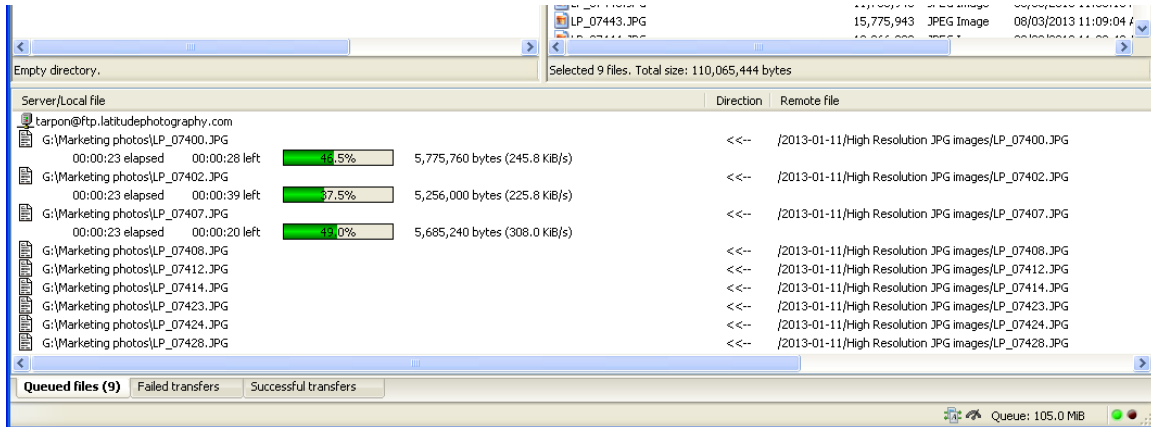 LP_07443.JPG 15,775,943 JPEG Image 08/03/2013 11:09:04
Empty directory.
Selected 9 files. Total size: 110,065,444 bytes
Server/Local file Direction Remote file
tarpon@ftp.latitudephotography.com
G:\Marketing photos\LP_07400.JPG <<-- /2013-01-11/High Resolution JPG images/LP_07400.JPG
00:00:23 elapsed 00:00:28 left 46.5% 5,775,760 bytes (245.8 KiB/s)
G:\Marketing photos\LP_07402.JPG <<-- /2013-01-11/High Resolution JPG images/LP_07402.JPG
00:00:23 elapsed 00:00:39 left 37.5% 5,256,000 bytes (225.8 KiB/s)
G:\Marketing photos\LP_07407.JPG <<-- /2013-01-11/High Resolution JPG images/LP_07407.JPG
00:00:23 elapsed 00:00:20 left 49.0% 5,685,240 bytes (308.0 KiB/s)
G:\Marketing photos\LP_07408.JPG <<-- /2013-01-11/High Resolution JPG images/LP_07408.JPG
G:\Marketing photos\LP_07412.JPG <<-- /2013-01-11/High Resolution JPG images/LP_07412.JPG
G:\Marketing photos\LP_07414.JPG <<-- /2013-01-11/High Resolution JPG images/LP_07414.JPG
G:\Marketing photos\LP_07423.JPG <<-- /2013-01-11/High Resolution JPG images/LP_07423.JPG
G:\Marketing photos\LP_07424.JPG <<-- /2013-01-11/High Resolution JPG images/LP_07424.JPG
G:\Marketing photos\LP_07428.JPG <<-- /2013-01-11/High Resolution JPG images/LP_07428.JPG
Queued files (9) Failed transfers Successful transfers
Queue: 105.0 MiB